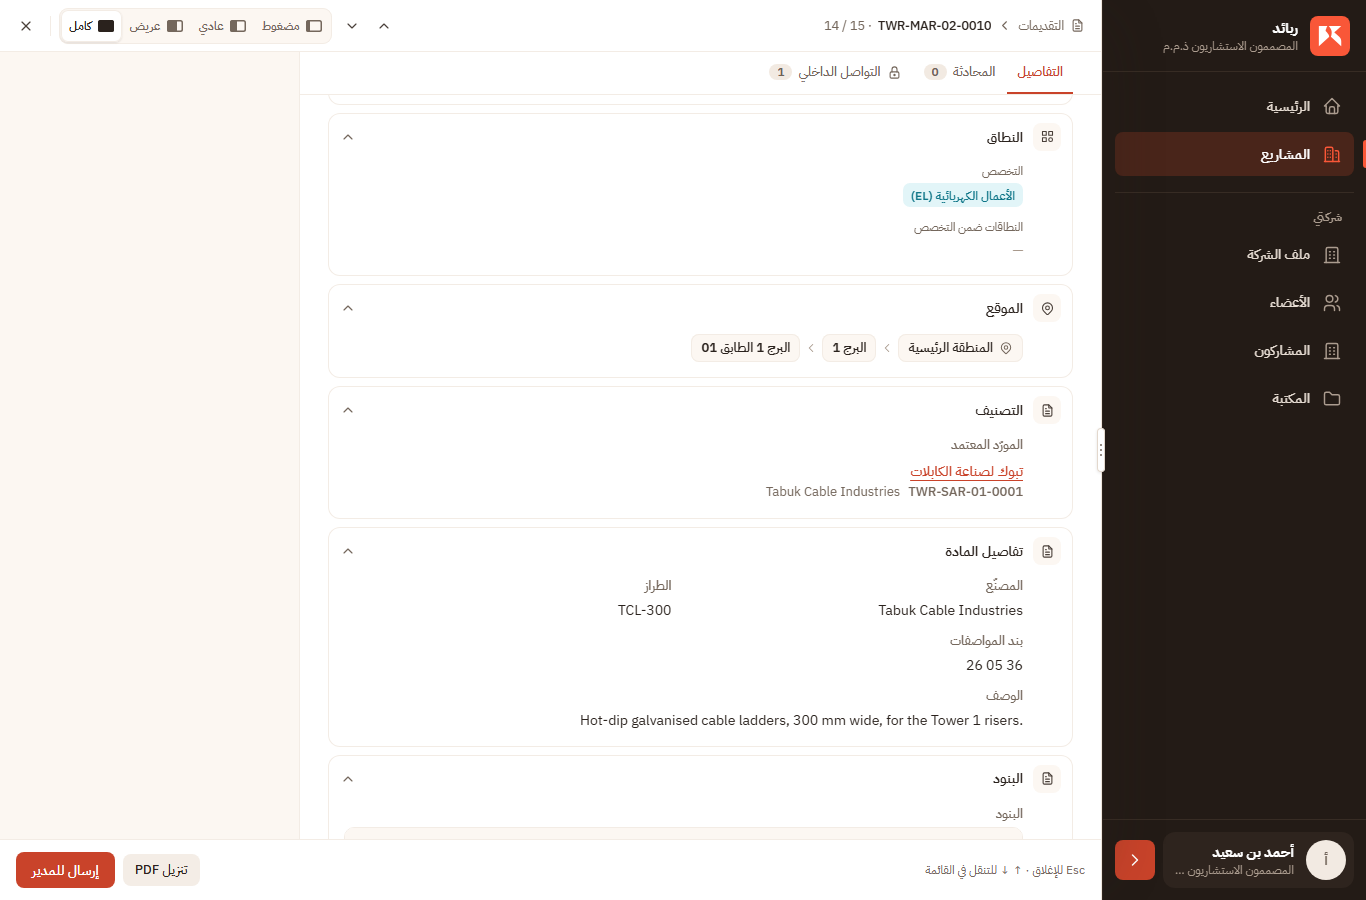 ربائد
المصممون الاستشاريون ذ.م.م
الرئيسية
المشاريع
شركتي
ملف الشركة
الأعضاء
المشاركون
المكتبة
أ
أحمد بن سعيد
المصممون الاستشاريون ...
التقديمات
TWR-MAR-02-0010 · 14 / 15
مضغوط
عادي
عريض
كامل
التفاصيل
المحادثة 0
التواصل الداخلي 1
النطاق
التخصص
الأعمال الكهربائية (EL)
النطاقات ضمن التخصص
—
الموقع
المنطقة الرئيسية
البرج 1
البرج 1 الطابق 01
التصنيف
المورّد المعتمد
تبوك لصناعة الكابلات
TWR-SAR-01-0001 Tabuk Cable Industries
تفاصيل المادة
المصنّع
Tabuk Cable Industries
الطراز
TCL-300
بند المواصفات
26 05 36
الوصف
Hot-dip galvanised cable ladders, 300 mm wide, for the Tower 1 risers.
البنود
البنود
Esc للإغلاق · ↑ ↓ للتنقل في القائمة
تنزيل PDF
إرسال للمدير